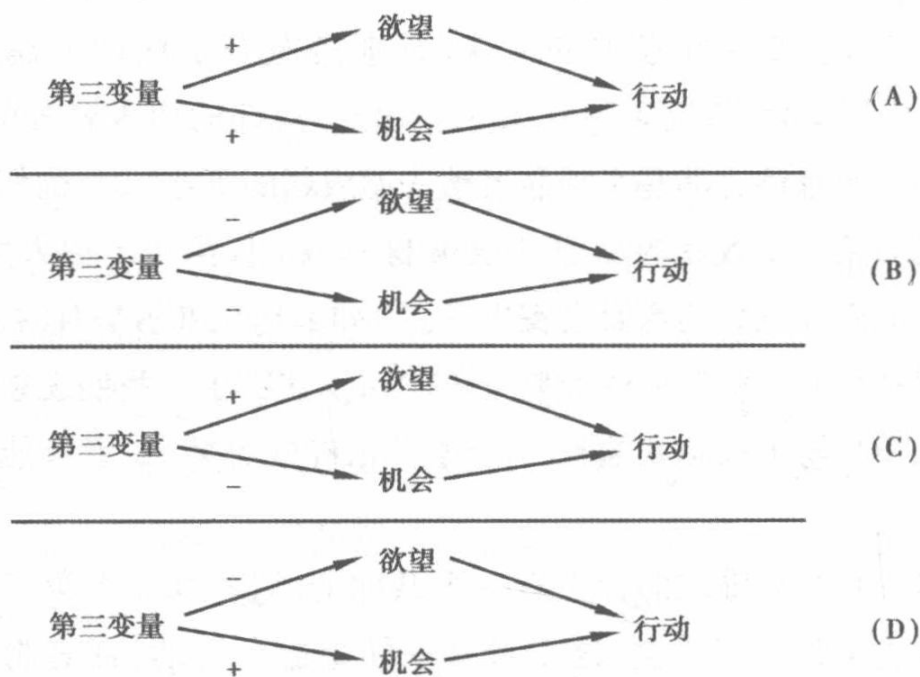 欲望
+
第三变量 行动 (A)
+
机会
欲望
-
第三变量 行动 (B)
-
机会
欲望
+
第三变量 行动 (C)
-
机会
欲望
-
第三变量 行动 (D)
+
机会